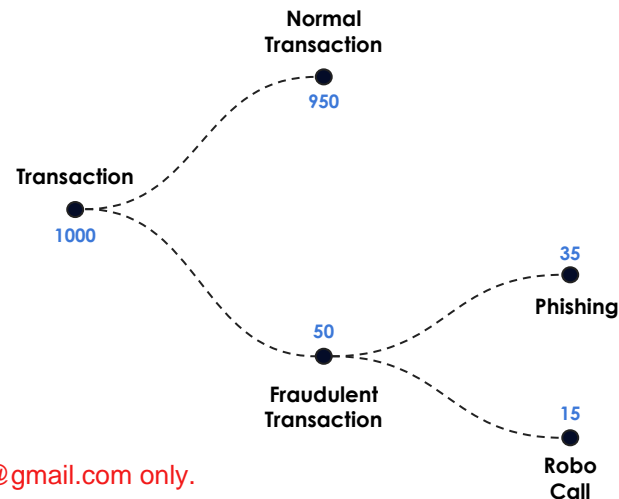 Normal
Transaction
950
Transaction
1000
35
Phishing
50
Fraudulent
Transaction
15
Robo
Call
@gmail.com only.